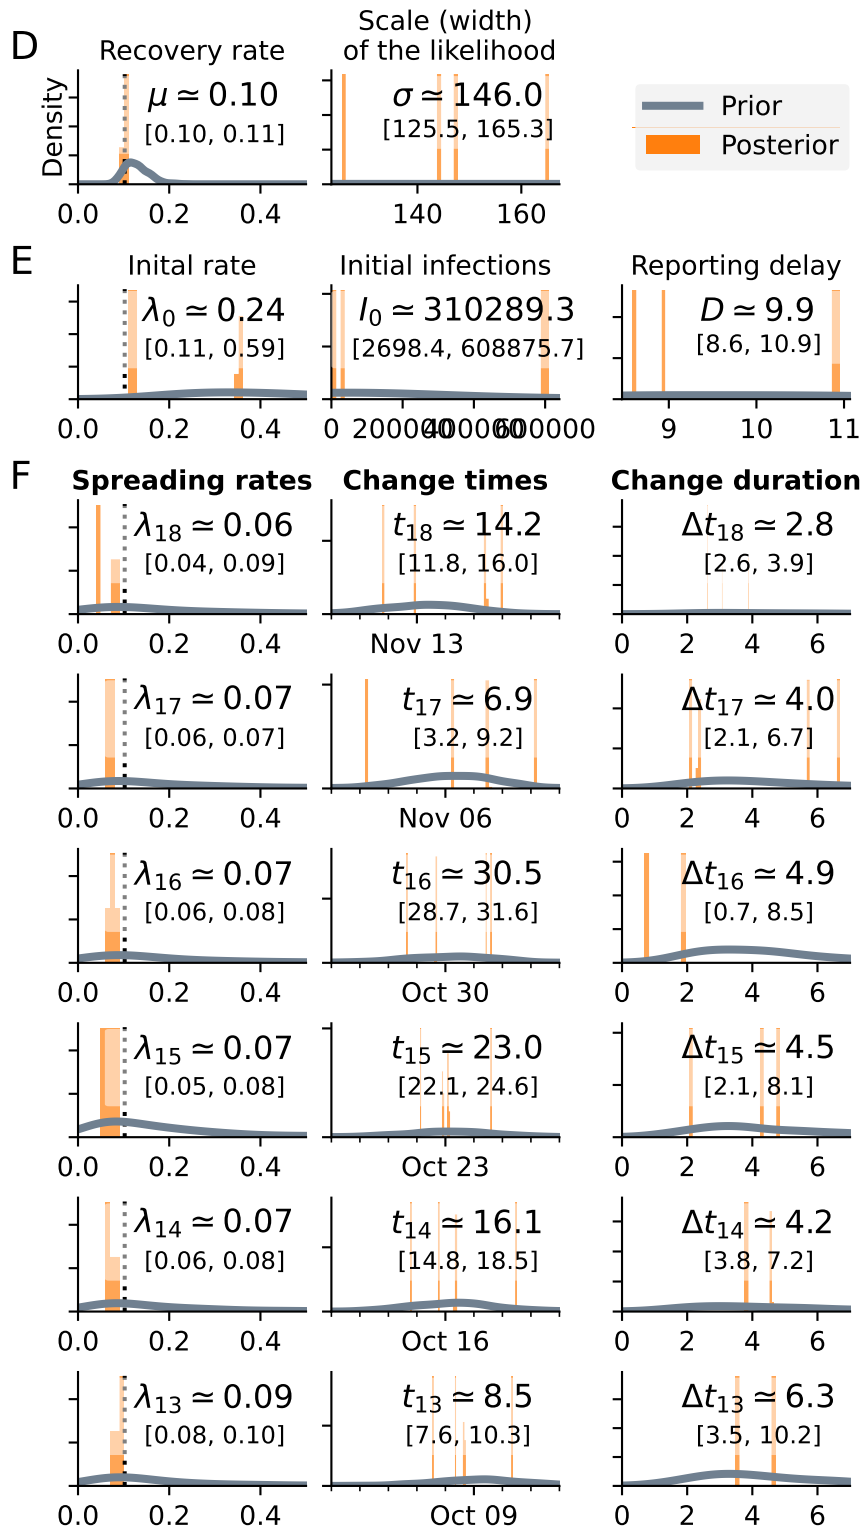 D
Recovery rate
Density
μ ≃ 0.10
[0.10, 0.11]
0.0 0.2 0.4
Scale (width)
of the likelihood
σ ≃ 146.0
[125.5, 165.3]
140 160
Prior
Posterior
E
Inital rate
λ₀ ≃ 0.24
[0.11, 0.59]
0.0 0.2 0.4
Initial infections
I₀ ≃ 310289.3
[2698.4, 608875.7]
0 200000 400000 600000
Reporting delay
D ≃ 9.9
[8.6, 10.9]
9 10 11
F
Spreading rates Change times Change duration
λ₁₈ ≃ 0.06
[0.04, 0.09]
0.0 0.2 0.4
t₁₈ ≃ 14.2
[11.8, 16.0]
Nov 13
Δt₁₈ ≃ 2.8
[2.6, 3.9]
0 2 4 6
λ₁₇ ≃ 0.07
[0.06, 0.07]
0.0 0.2 0.4
t₁₇ ≃ 6.9
[3.2, 9.2]
Nov 06
Δt₁₇ ≃ 4.0
[2.1, 6.7]
0 2 4 6
λ₁₆ ≃ 0.07
[0.06, 0.08]
0.0 0.2 0.4
t₁₆ ≃ 30.5
[28.7, 31.6]
Oct 30
Δt₁₆ ≃ 4.9
[0.7, 8.5]
0 2 4 6
λ₁₅ ≃ 0.07
[0.05, 0.08]
0.0 0.2 0.4
t₁₅ ≃ 23.0
[22.1, 24.6]
Oct 23
Δt₁₅ ≃ 4.5
[2.1, 8.1]
0 2 4 6
λ₁₄ ≃ 0.07
[0.06, 0.08]
0.0 0.2 0.4
t₁₄ ≃ 16.1
[14.8, 18.5]
Oct 16
Δt₁₄ ≃ 4.2
[3.8, 7.2]
0 2 4 6
λ₁₃ ≃ 0.09
[0.08, 0.10]
0.0 0.2 0.4
t₁₃ ≃ 8.5
[7.6, 10.3]
Oct 09
Δt₁₃ ≃ 6.3
[3.5, 10.2]
0 2 4 6